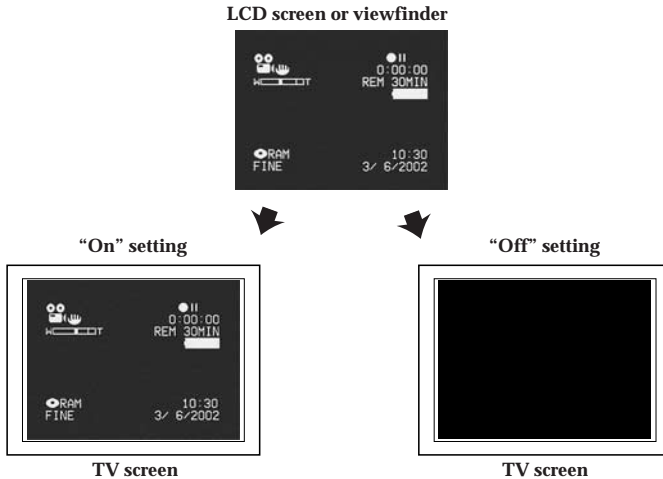 LCD screen or viewfinder
●II
0:00:00
W T REM 30MIN
RAM 10:30
FINE 3/ 6/2002
“On” setting
“Off” setting
●II
0:00:00
W T REM 30MIN
RAM 10:30
FINE 3/ 6/2002
TV screen
TV screen